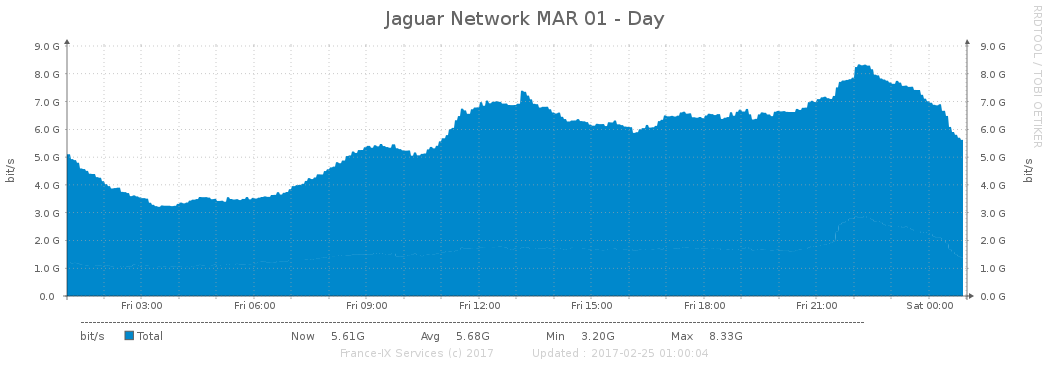 Jaguar Network MAR 01 - Day
RRDTOOL / TOBI OETIKER
9.0 G 9.0 G
8.0 G 8.0 G
7.0 G 7.0 G
6.0 G 6.0 G
5.0 G 5.0 G
4.0 G 4.0 G
3.0 G 3.0 G
2.0 G 2.0 G
1.0 G 1.0 G
0.0 0.0 G
bit/s
bit/s
Fri 03:00 Fri 06:00 Fri 09:00 Fri 12:00 Fri 15:00 Fri 18:00 Fri 21:00 Sat 00:00
bit/s Total Now 5.61G Avg 5.68G Min 3.20G Max 8.33G
France-IX Services (c) 2017 Updated : 2017-02-25 01:00:04